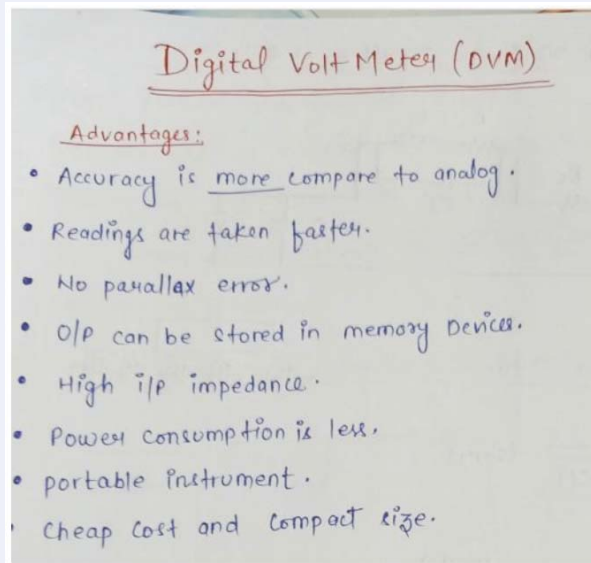 Digital Volt Meter (DVM)
Advantages:
• Accuracy is more compare to analog.
• Readings are taken faster.
• No parallax error.
• O/P can be stored in memory Devices.
• High i/p impedance.
• Power Consumption is less.
• portable instrument.
• Cheap Cost and Compact size.